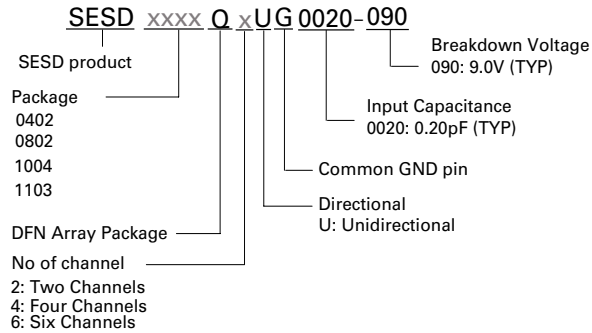 SESD xxxx Q x U G 0020-090
Breakdown Voltage
090: 9.0V (TYP)
SESD product
Package
0402
0802
1004
1103
Input Capacitance
0020: 0.20pF (TYP)
Common GND pin
Directional
U: Unidirectional
DFN Array Package
No of channel
2: Two Channels
4: Four Channels
6: Six Channels